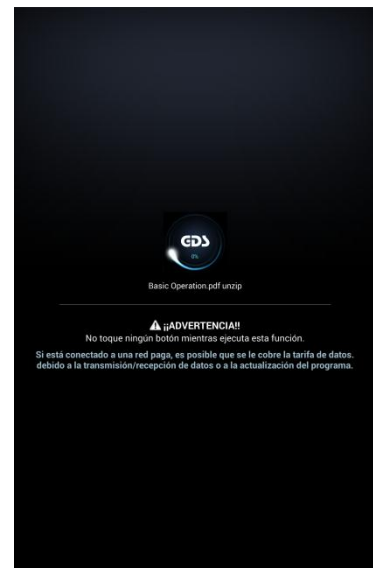 GDS
0%
Basic Operation.pdf unzip
¡¡ADVERTENCIA!!
No toque ningún botón mientras ejecuta esta función.
Si está conectado a una red paga, es posible que se le cobre la tarifa de datos.
debido a la transmisión/recepción de datos o a la actualización del programa.